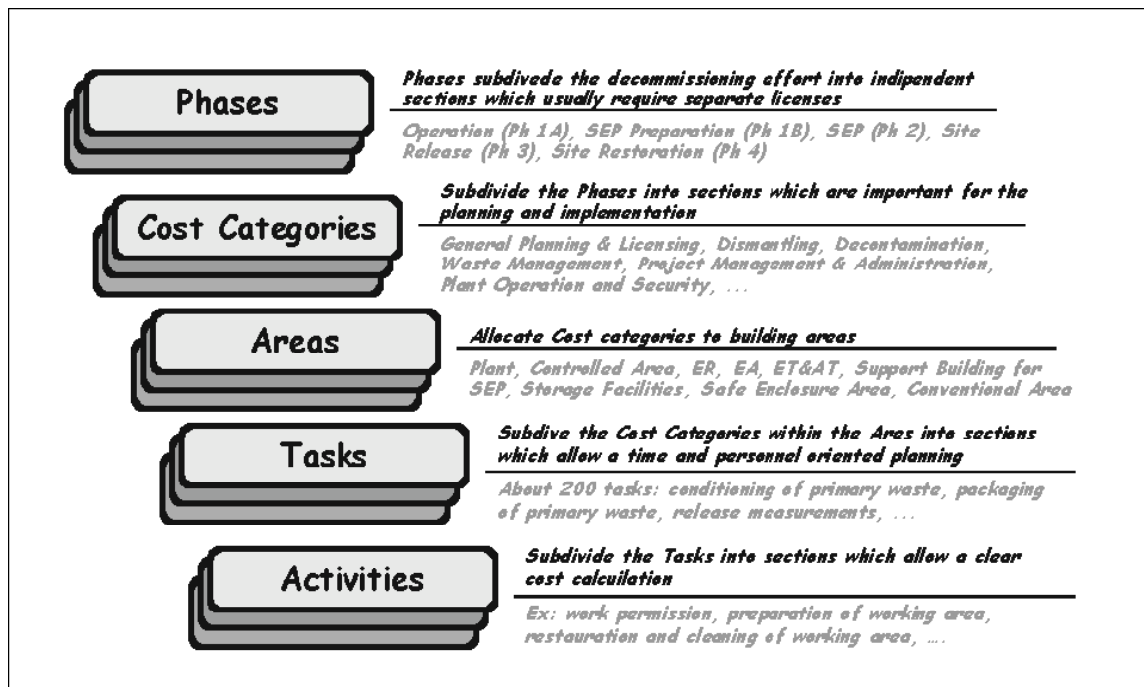 Phases
Phases subdivede the decommissioning effort into indipendent
sections which usually require separate licenses
Operation (Ph 1A), SEP Preparation (Ph 1B), SEP (Ph 2), Site
Release (Ph 3), Site Restoration (Ph 4)
Cost Categories
Subdivide the Phases into sections which are important for the
planning and implementation
General Planning & Licensing, Dismantling, Decontamination,
Waste Management, Project Management & Administration,
Plant Operation and Security, ...
Areas
Allocate Cost categories to building areas
Plant, Controlled Area, ER, EA, ET&AT, Support Building for
SEP, Storage Facilities, Safe Enclosure Area, Conventional Area
Tasks
Subdive the Cost Categories within the Ares into sections
which allow a time and personnel oriented planning
About 200 tasks: conditioning of primary waste, packaging
of primary waste, release measurements, ...
Activities
Subdivide the Tasks into sections which allow a clear
cost calcuilation
Ex: work permission, preparation of working area,
restauration and cleaning of working area, ....